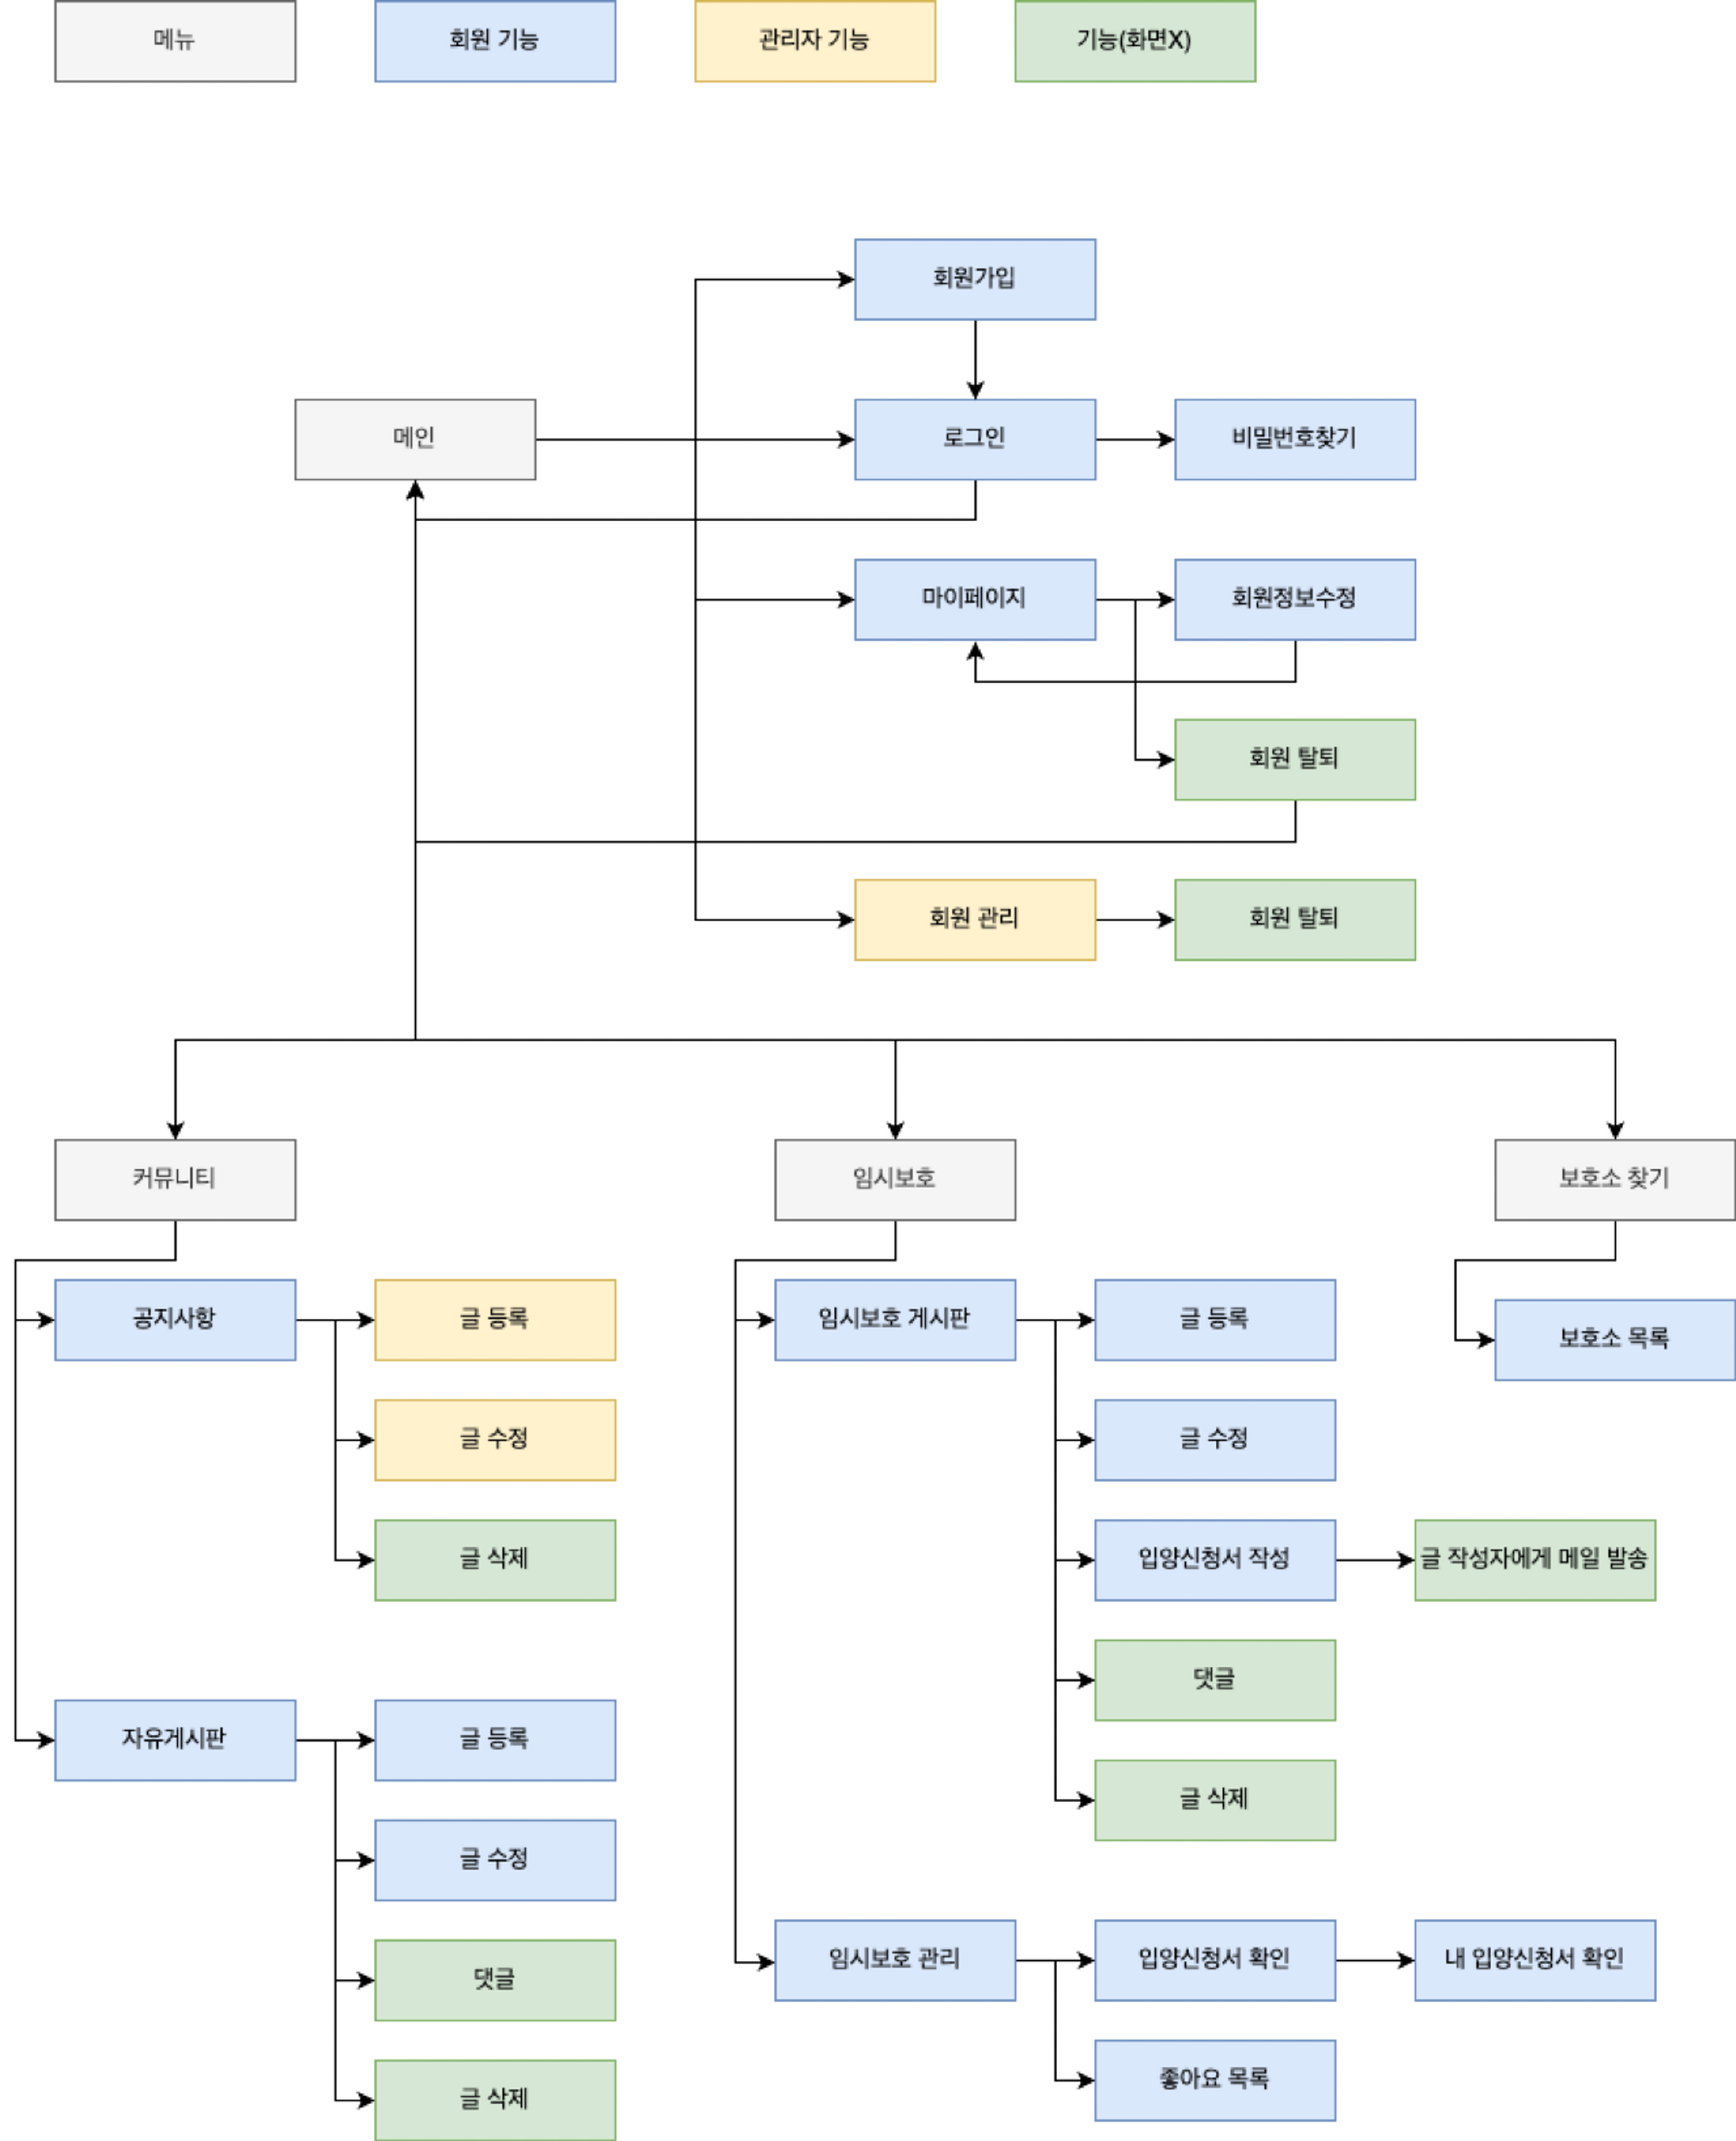 메뉴
회원 기능
관리자 기능
기능(화면X)
회원가입
메인
로그인
비밀번호찾기
마이페이지
회원정보수정
회원 탈퇴
회원 관리
회원 탈퇴
커뮤니티
임시보호
보호소 찾기
공지사항
글 등록
글 수정
글 삭제
자유게시판
글 등록
글 수정
댓글
글 삭제
임시보호 게시판
글 등록
글 수정
입양신청서 작성
글 작성자에게 메일 발송
댓글
글 삭제
임시보호 관리
입양신청서 확인
내 입양신청서 확인
좋아요 목록
보호소 목록